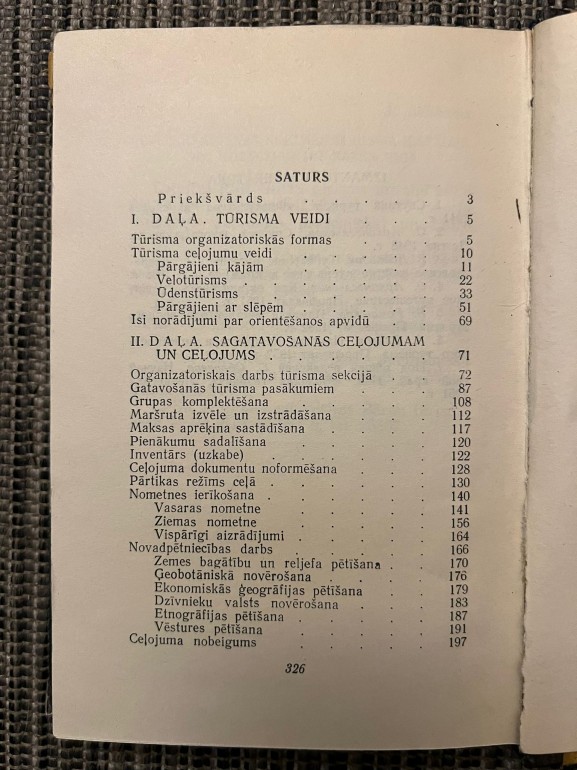 SATURS
Priekšvārds . . . . 3
I. DAĻA. TŪRISMA VEIDI . . . 5
Tūrisma organizatoriskās formas . . . 5
Tūrisma ceļojumu veidi . . . . . 10
Pārgājieni kājām . . . . . 11
Velotūrisms . . . . . . 22
Ūdenstūrisms . . . . . 33
Pārgājieni ar slēpēm . . . . . 51
Isi norādījumi par orientēšanos apvidū . . 69
II. DAĻA. SAGATAVOŠANĀS CEĻOJUMAM
UN CEĻOJUMS . . . . . . 71
Organizatoriskais darbs tūrisma sekcijā . . 72
Gatavošanās tūrisma pasākumiem . . . 87
Grupas komplektēšana . . . . 108
Maršruta izvēle un izstrādāšana . . . 112
Maksas aprēķina sastādīšana . . . . 117
Pienākumu sadalīšana . . . . . 120
Inventārs (uzkabe) . . . . . 122
Ceļojuma dokumentu noformēšana . . . 128
Pārtikas režīms ceļā . . . . . . 130
Nometnes ierīkošana . . . . . 140
Vasaras nometne . . . . . 141
Ziemas nometne . . . . . 156
Vispārīgi aizrādījumi . . . . . 164
Novadpētniecības darbs . . . . . 166
Zemes bagātību un reljefa pētīšana . . 170
Ģeobotāniskā novērošana . . . . 176
Ekonomiskās ģeogrāfijas pētīšana . . 179
Dzīvnieku valsts novērošana . . . 183
Etnogrāfijas pētīšana . . . . . 187
Vēstures pētīšana . . . . . 191
Ceļojuma nobeigums . . . . . 197
326